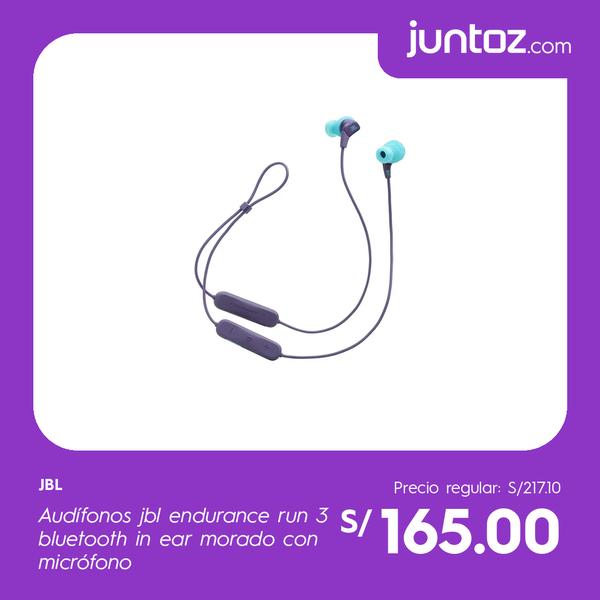 juntoz.com
JBL
Audífonos jbl endurance run 3
bluetooth in ear morado con
micrófono
Precio regular: S/217.10
S/165.00